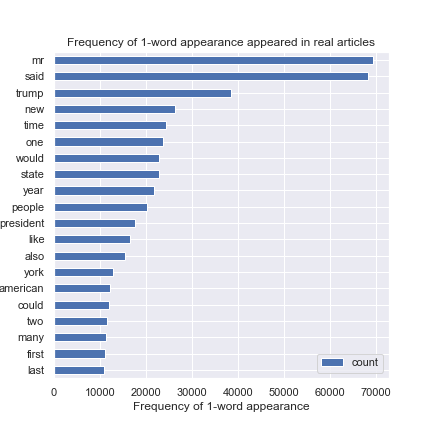 Frequency of 1-word appearance appeared in real articles
mr
said
trump
new
time
one
would
state
year
people
president
like
also
york
american
could
two
many
first
last
count
0 10000 20000 30000 40000 50000 60000 70000
Frequency of 1-word appearance